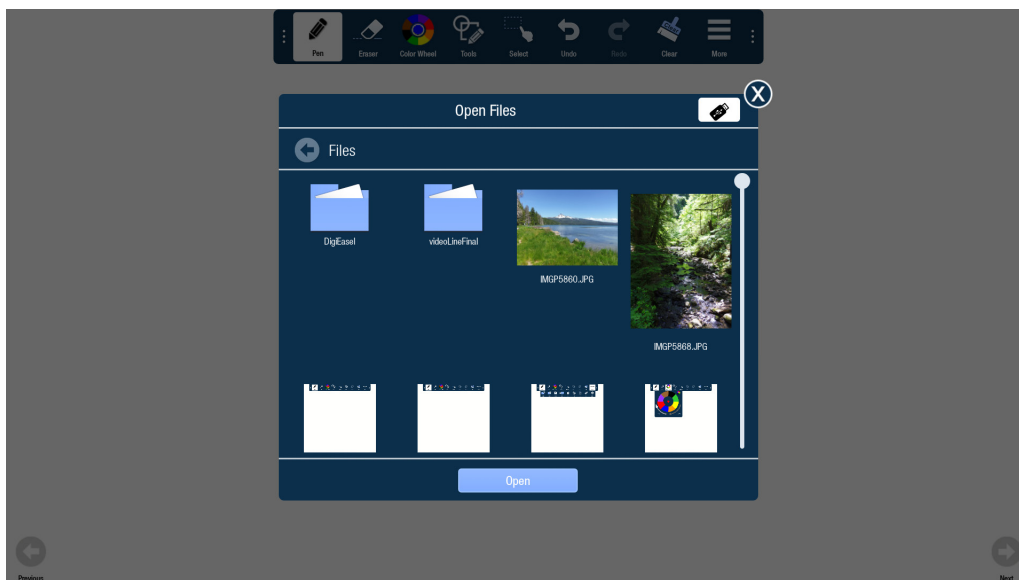 Pen
Eraser
Color Wheel
Tools
Select
Undo
Redo
Clear
More
Open Files
X
Files
DigiEasel
videoLineFinal
IMGP5860.JPG
IMGP5868.JPG
Open
Previous
Next